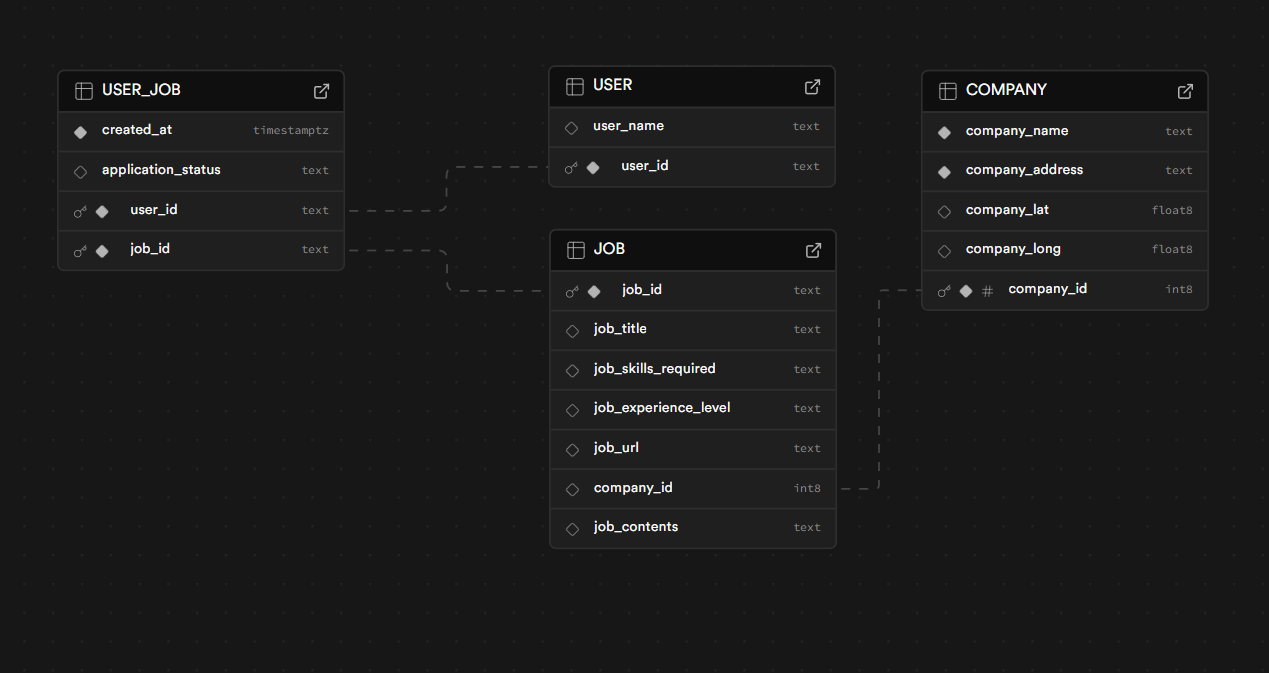 USER_JOB
created_at timestamptz
application_status text
user_id text
job_id text
USER
user_name text
user_id text
JOB
job_id text
job_title text
job_skills_required text
job_experience_level text
job_url text
company_id int8
job_contents text
COMPANY
company_name text
company_address text
company_lat float8
company_long float8
# company_id int8